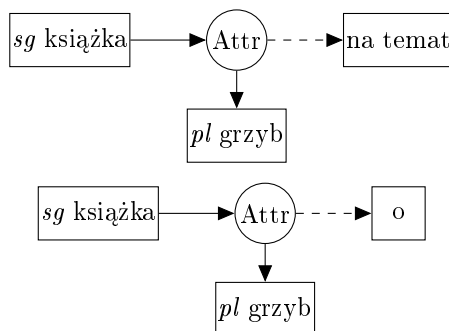 sg książka Attr na temat
pl grzyb
sg książka Attr o
pl grzyb